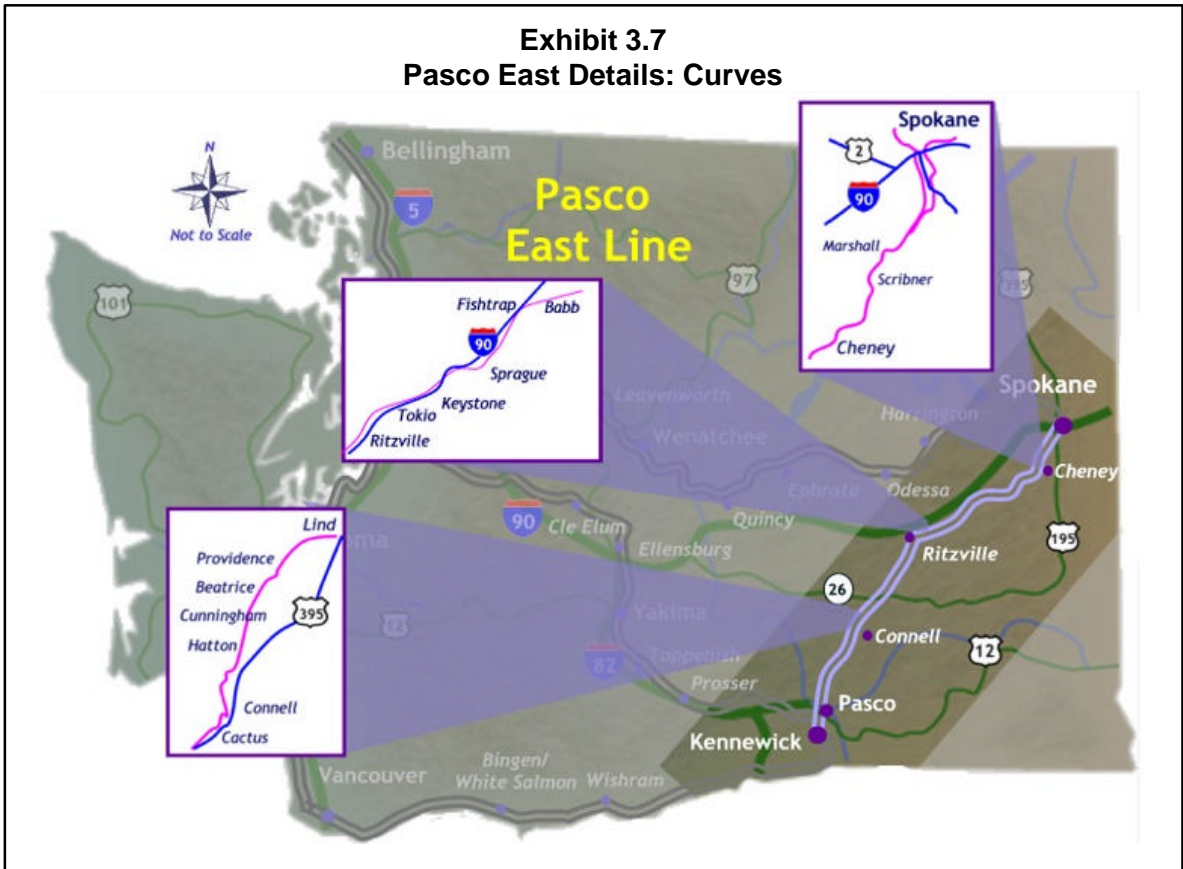 Exhibit 3.7
Pasco East Details: Curves
N
Not to Scale
Bellingham
5
Pasco
East Line
101
97
395
Spokane
2
90
Marshall
Scribner
Cheney
Fishtrap
Babb
90
Sprague
Keystone
Tokio
Ritzville
Leavenworth
Wenatchee
Harrington
Spokane
Cheney
Ephrata
Odessa
Quincy
90
Cle Elum
Ellensburg
Ritzville
195
Lind
Providence
Beatrice
Cunningham
395
Hatton
Connell
Cactus
oma
12
Yakima
26
Connell
82
Toppenish
Prosser
12
Pasco
Kennewick
Vancouver
Bingen/
White Salmon
Wishram